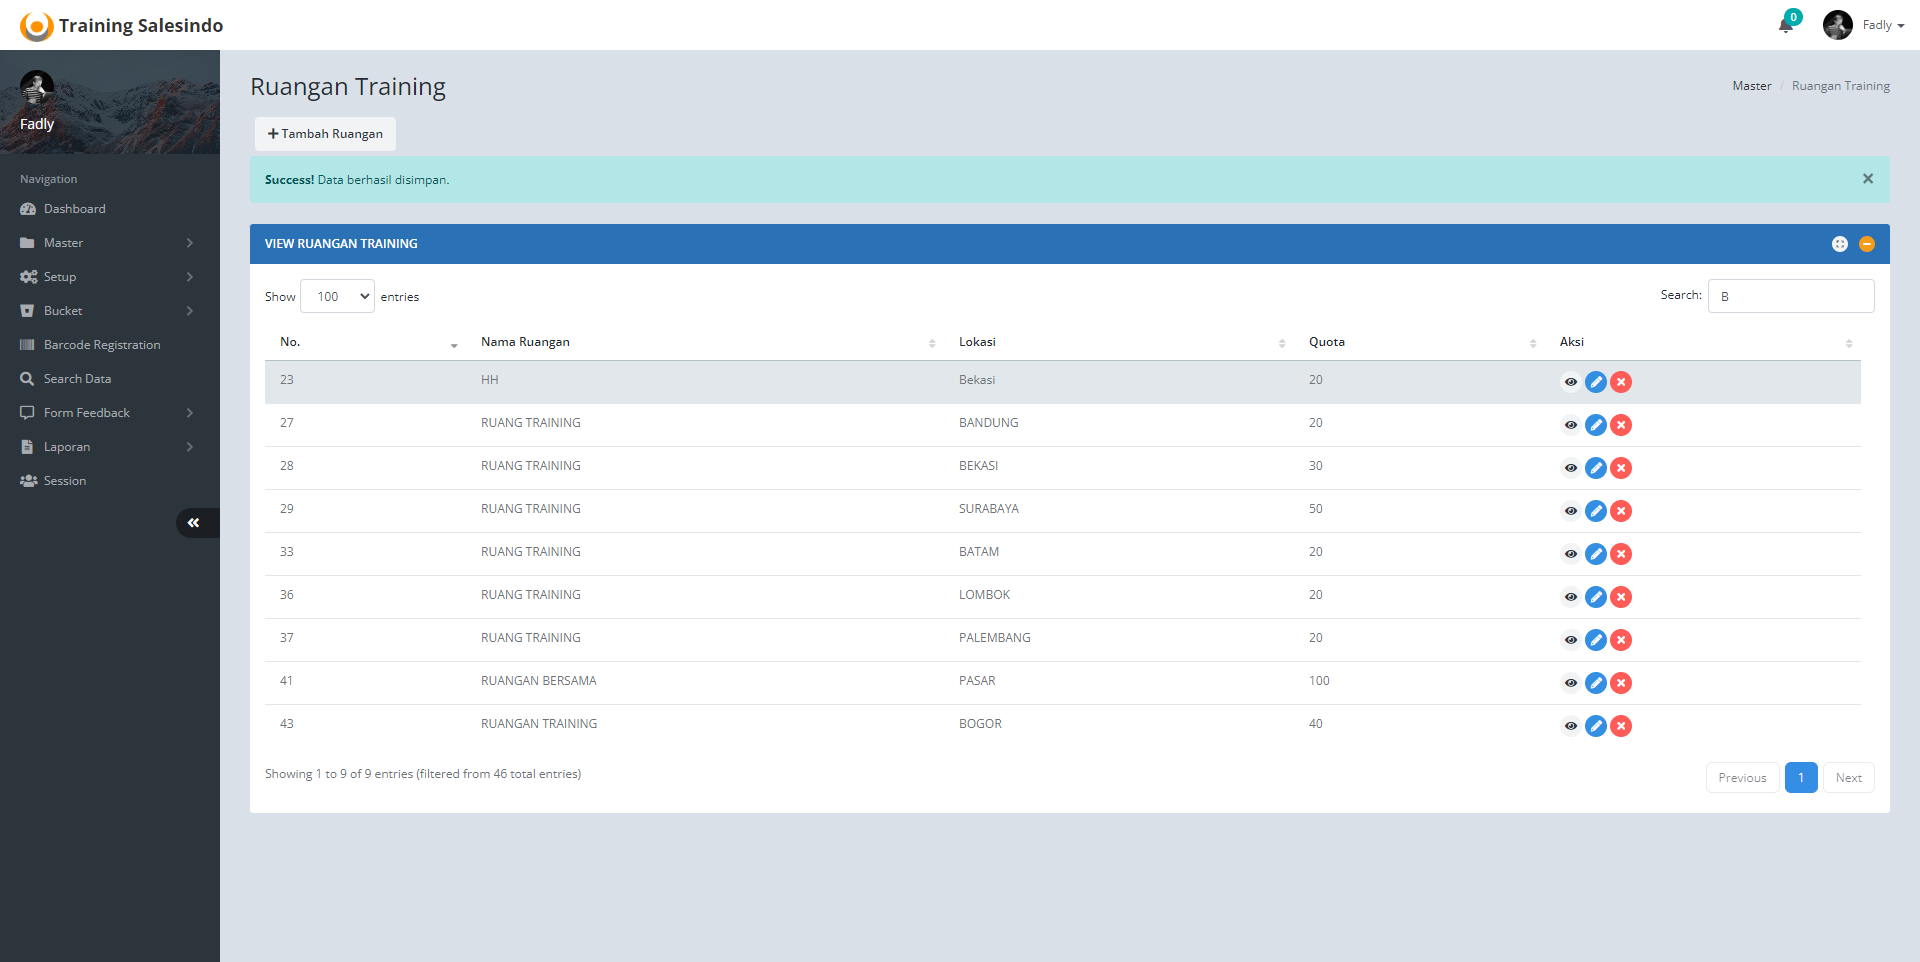 Training Salesindo
0
Fadly
Fadly
Navigation
Dashboard
Master
Setup
Bucket
Barcode Registration
Search Data
Form Feedback
Laporan
Session
Ruangan Training
Master / Ruangan Training
+ Tambah Ruangan
Success! Data berhasil disimpan.
VIEW RUANGAN TRAINING
Show 100 entries
Search: B
No. Nama Ruangan Lokasi Quota Aksi
23 HH Bekasi 20
27 RUANG TRAINING BANDUNG 20
28 RUANG TRAINING BEKASI 30
29 RUANG TRAINING SURABAYA 50
33 RUANG TRAINING BATAM 20
36 RUANG TRAINING LOMBOK 20
37 RUANG TRAINING PALEMBANG 20
41 RUANGAN BERSAMA PASAR 100
43 RUANGAN TRAINING BOGOR 40
Showing 1 to 9 of 9 entries (filtered from 46 total entries)
Previous 1 Next